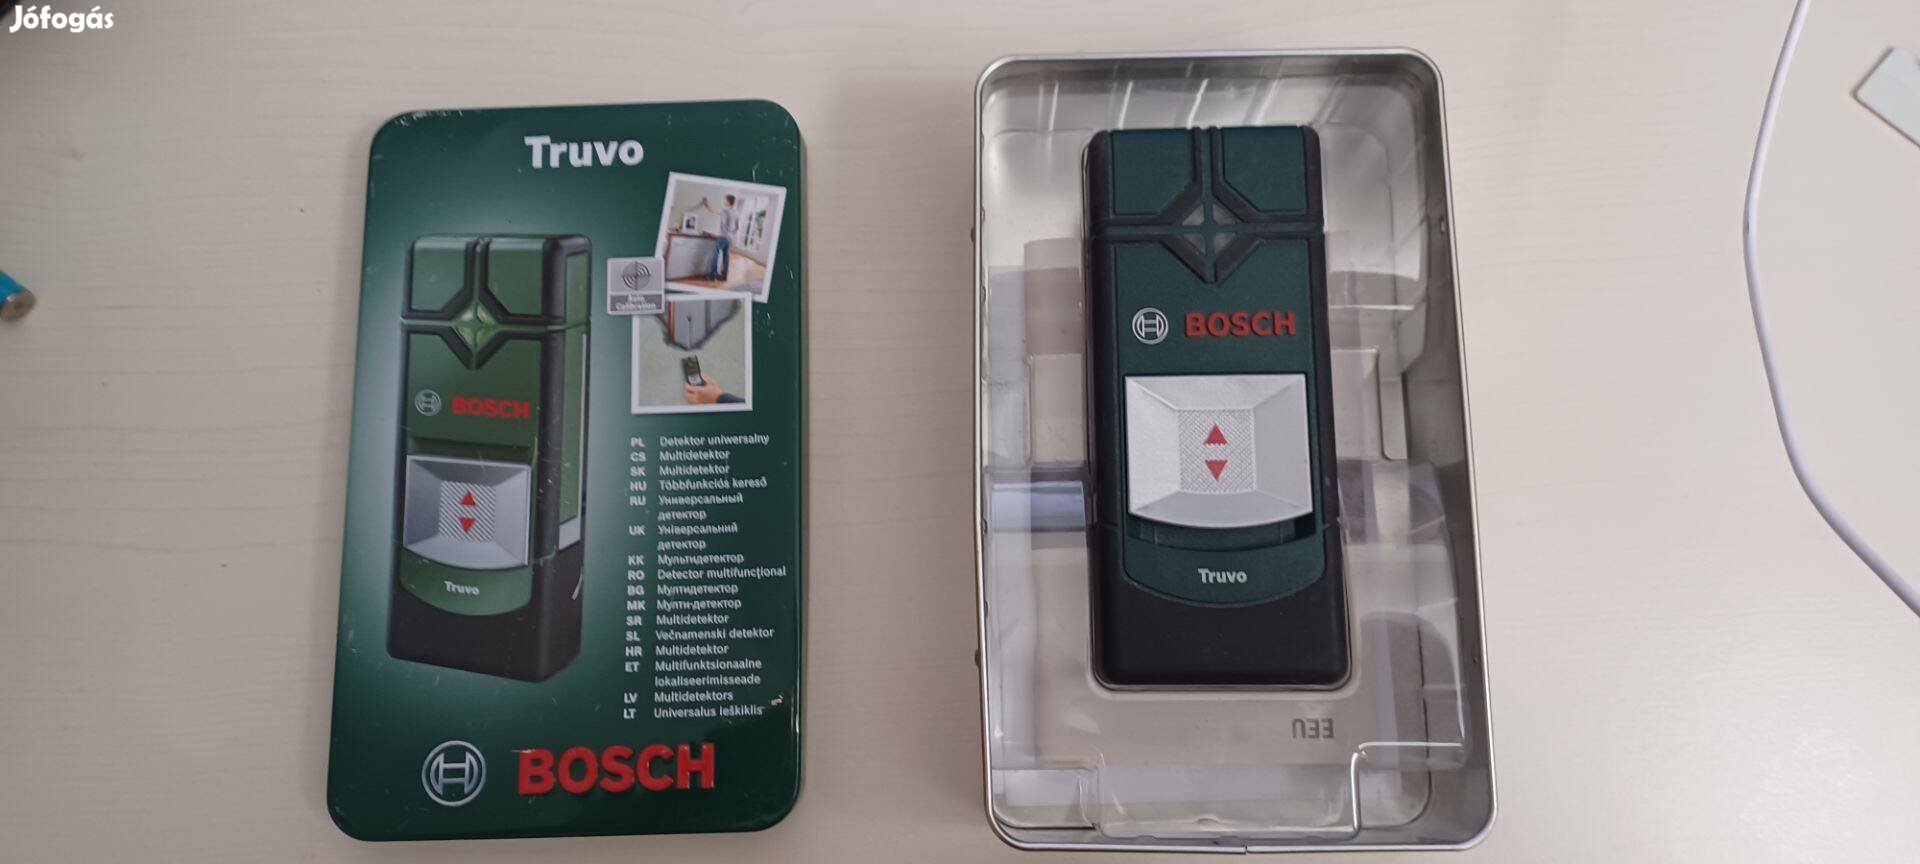 Jófogás
Truvo
Auto
Calibration
BOSCH
Truvo
PL Detektor uniwersalny
CS Multidetektor
SK Multidetektor
HU Többfunkciós kereső
RU Универсальный
детектор
UK Універсальний
детектор
KK Мультидетектор
RO Detector multifuncţional
BG Мултидетектор
MK Мулти-детектор
SR Multidetektor
SL Večnamenski detektor
HR Multidetektor
ET Multifunktsionaalne
lokaliseerimisseade
LV Multidetektors
LT Universalus ieškiklis
BOSCH
BOSCH
Truvo
EEU